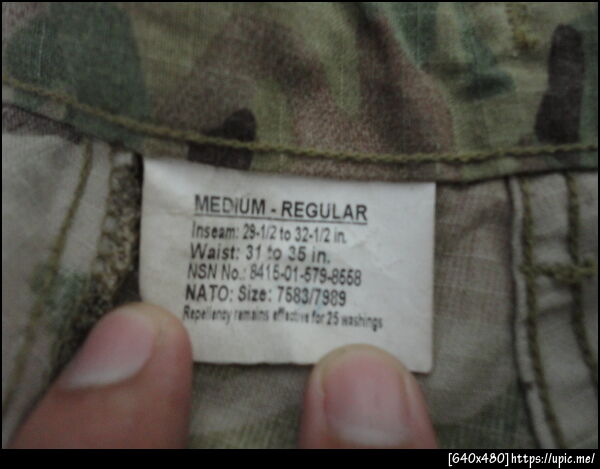 MEDIUM - REGULAR
Inseam: 29-1/2 to 32-1/2 in.
Waist: 31 to 35 in.
NSN No.: 8415-01-579-8558
NATO: Size: 7583/7989
Repellency remains effective for 25 washings
[640x480]https://upic.me/